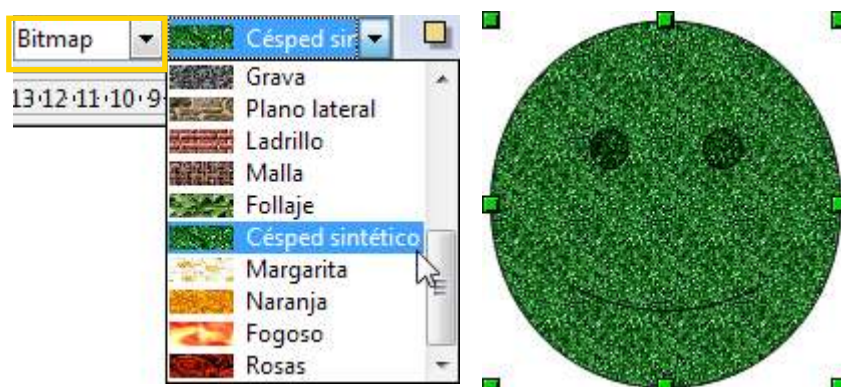 Bitmap
Césped sin
13·12·11·10·9·
Grava
Plano lateral
Ladrillo
Malla
Follaje
Césped sintético
Margarita
Naranja
Fogoso
Rosas